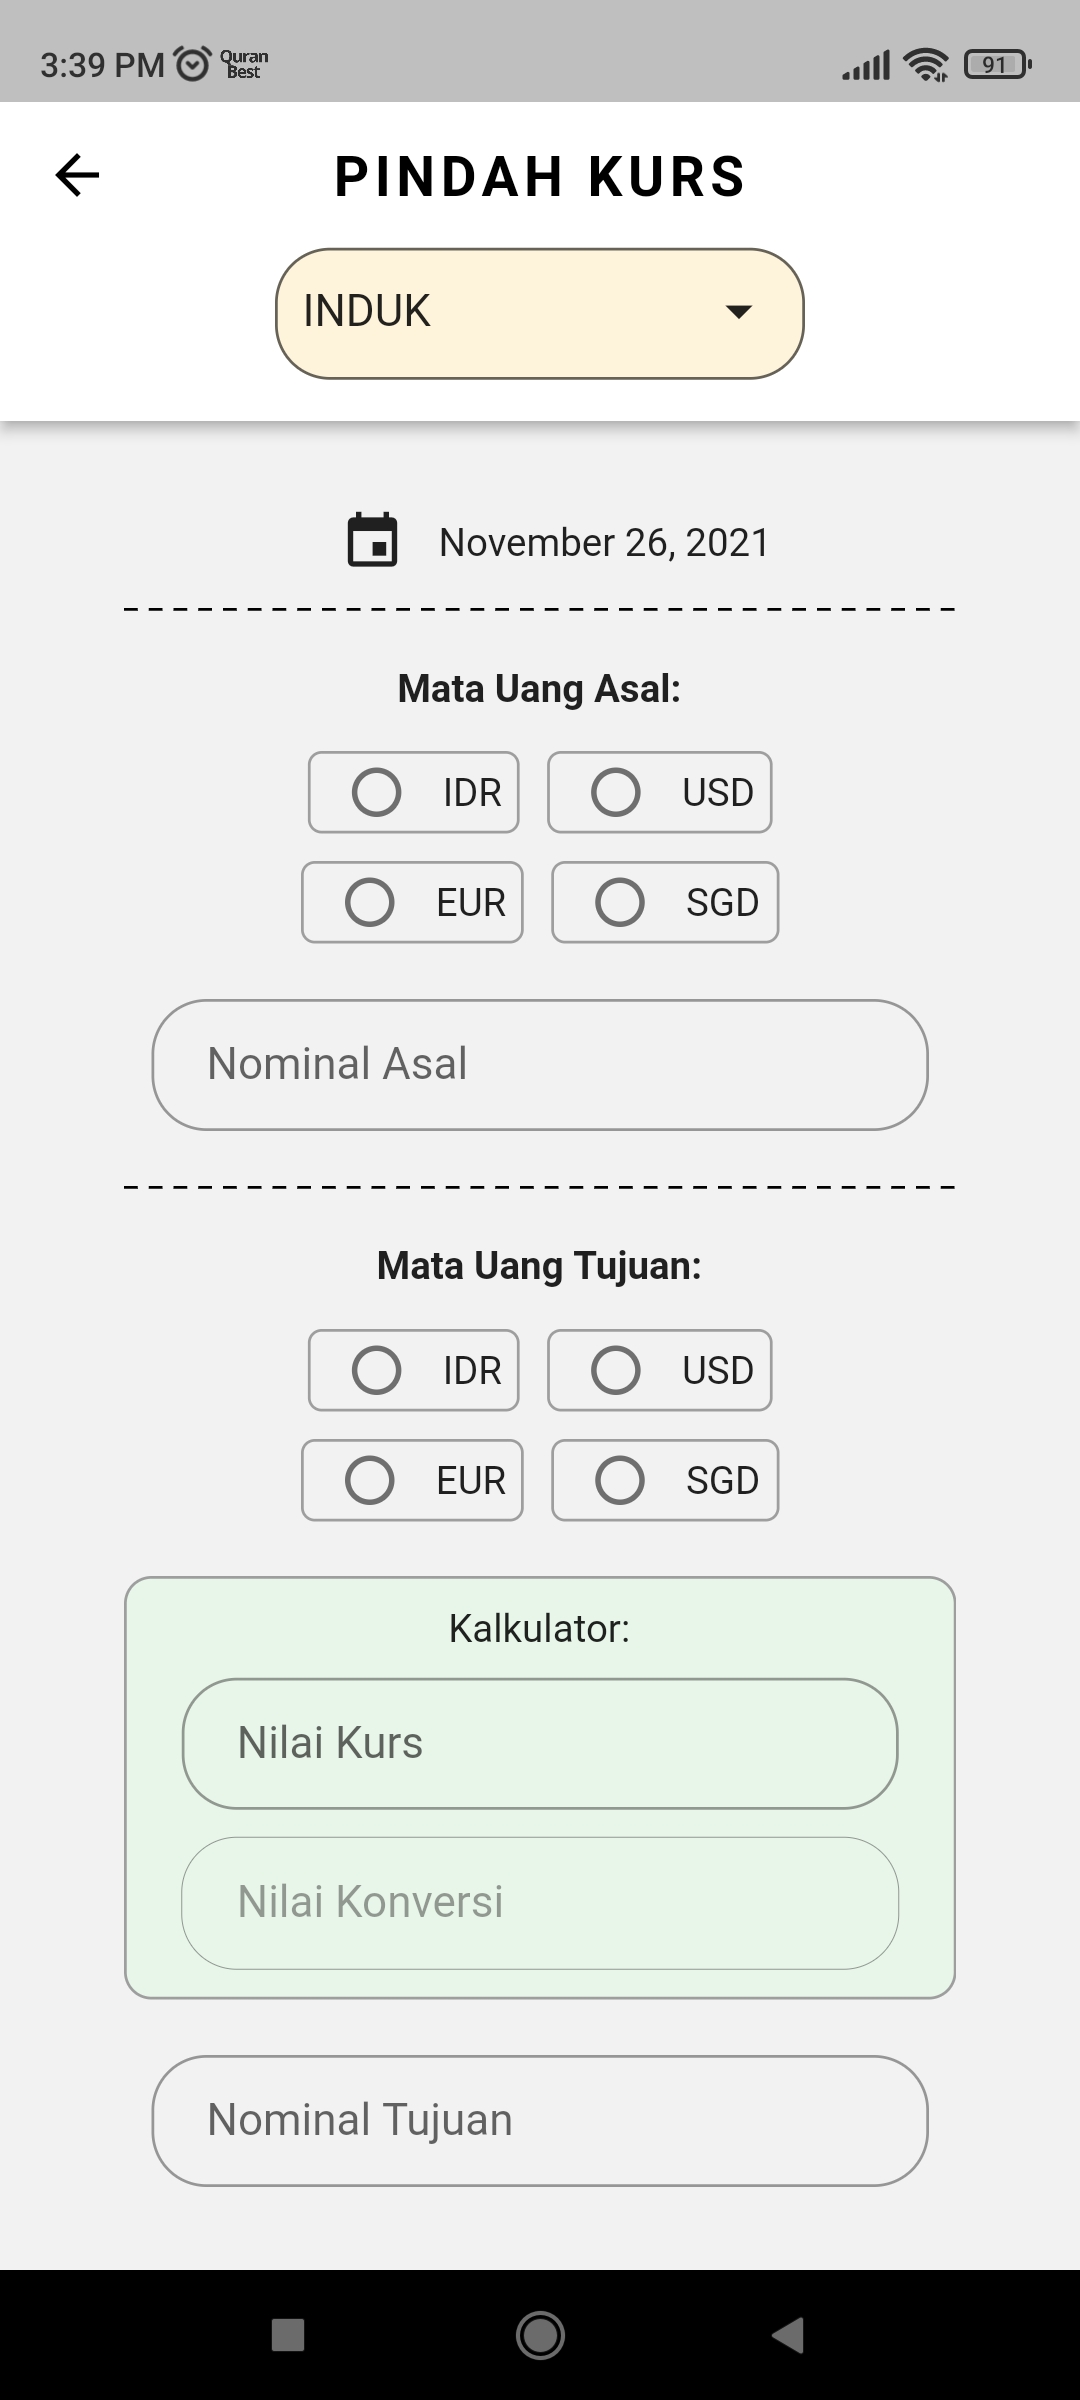 3:39 PM Quran Best 91
PINDAH KURS
INDUK
November 26, 2021
Mata Uang Asal:
IDR USD
EUR SGD
Nominal Asal
Mata Uang Tujuan:
IDR USD
EUR SGD
Kalkulator:
Nilai Kurs
Nilai Konversi
Nominal Tujuan